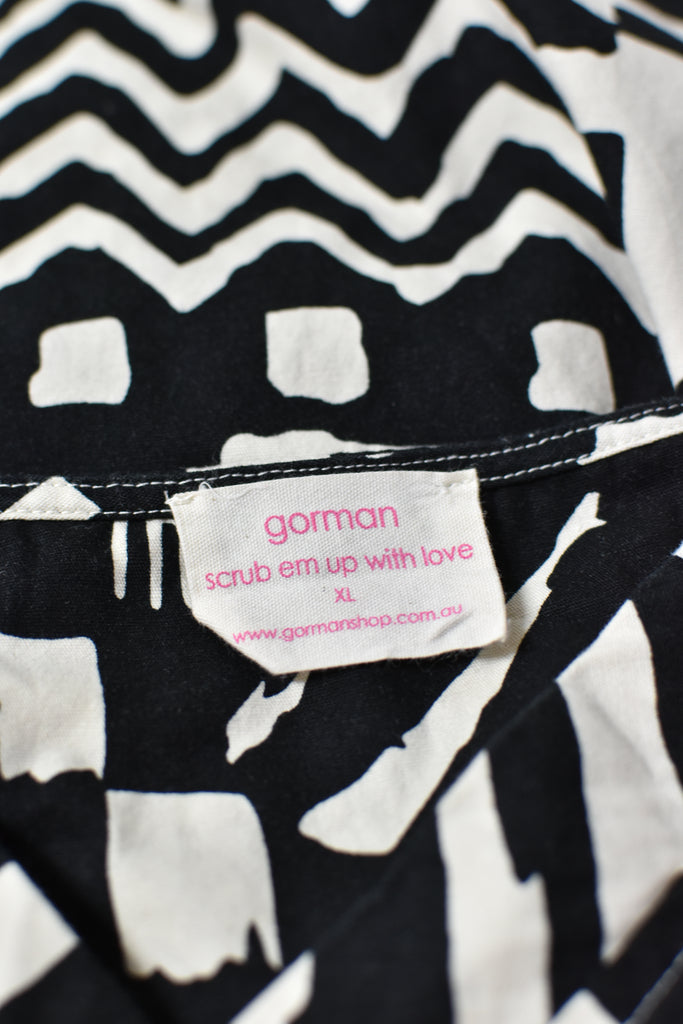 gorman
scrub em up with love
XL
www.gormanshop.com.au